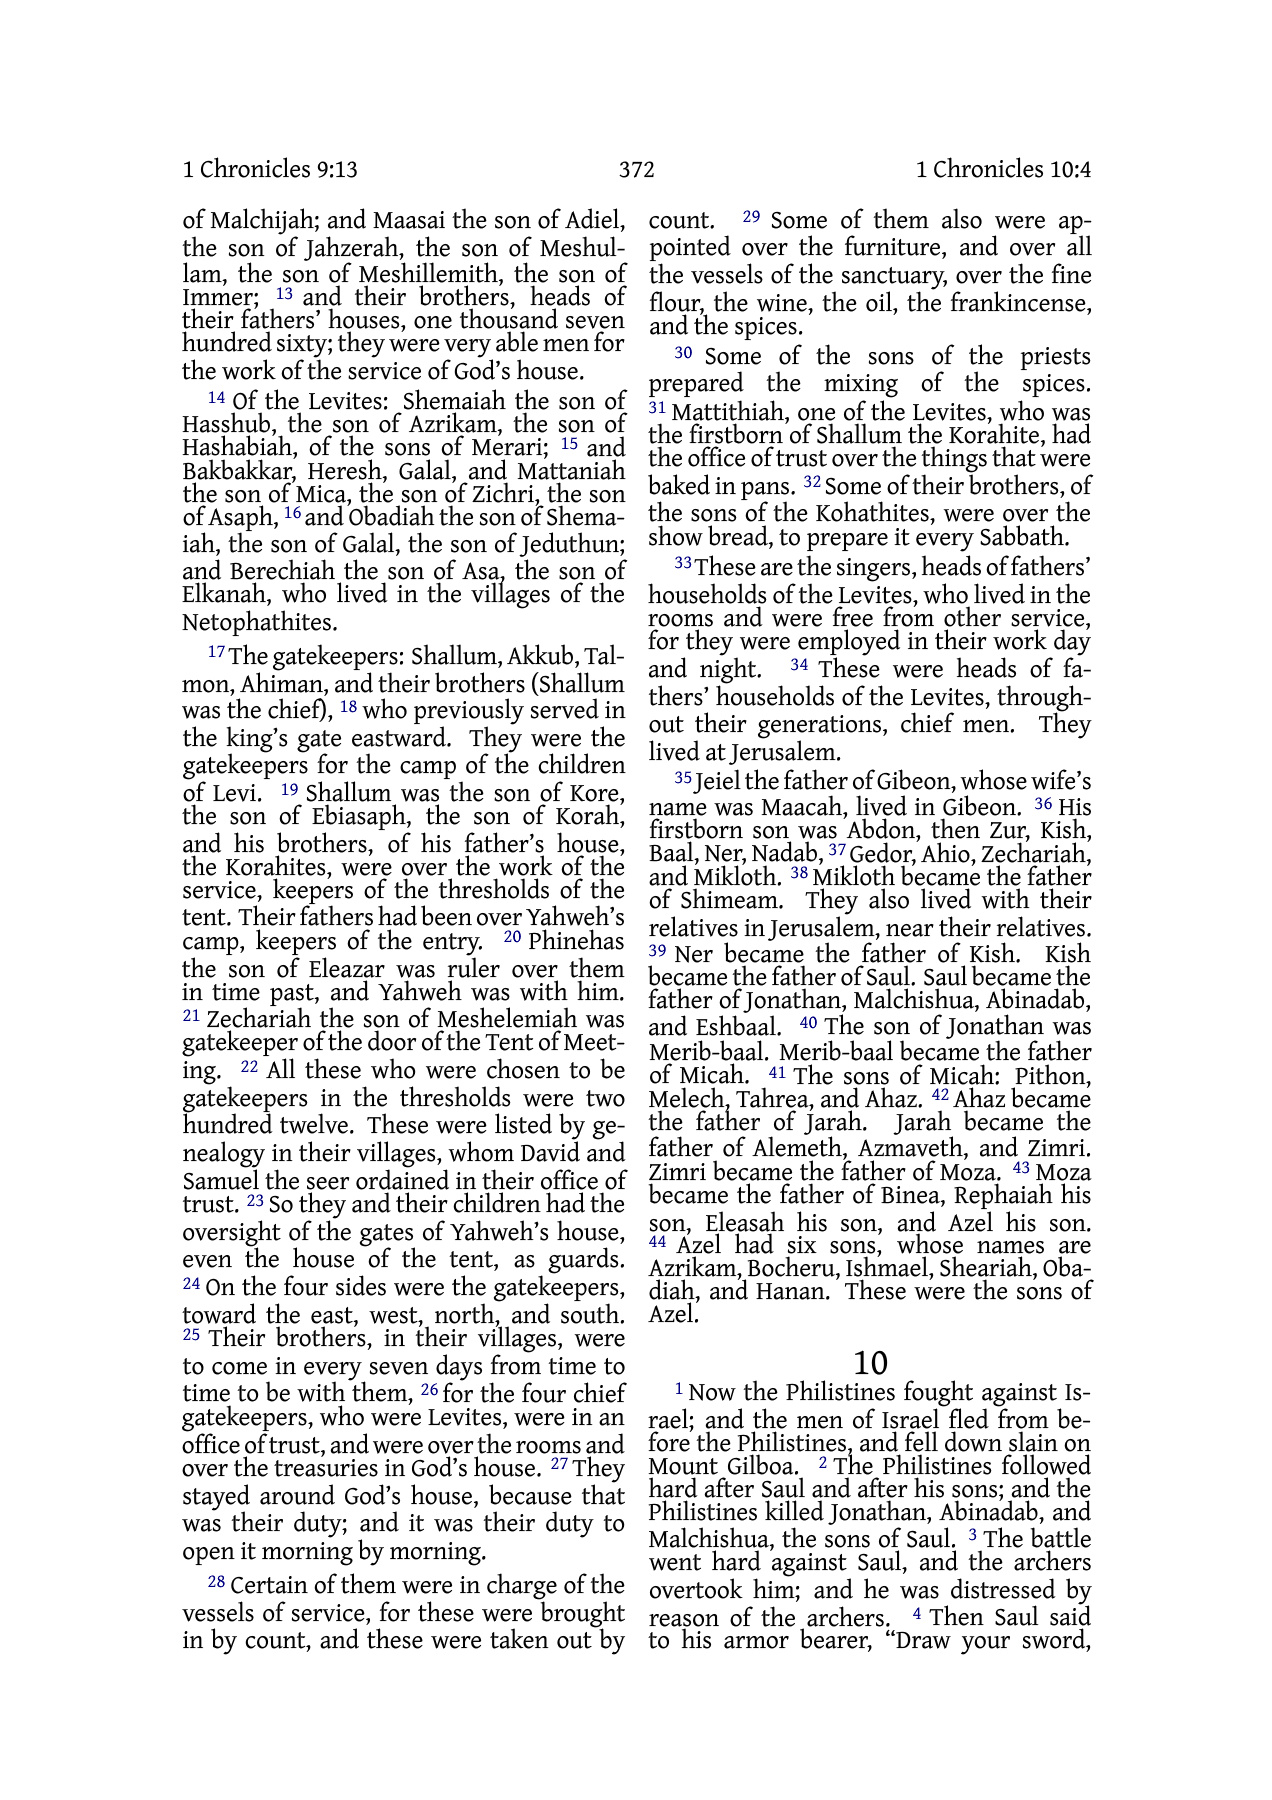 1 Chronicles 9:13
372
1 Chronicles 10:4
of Malchijah; and Maasai the son of Adiel,
the son of Jahzerah, the son of Meshul-
lam, the son of Meshillemith, the son of
Immer; 13 and their brothers, heads of
their fathers’ houses, one thousand seven
hundred sixty; they were very able men for
the work of the service of God’s house.
14 Of the Levites: Shemaiah the son of
Hasshub, the son of Azrikam, the son of
Hashabiah, of the sons of Merari; 15 and
Bakbakkar, Heresh, Galal, and Mattaniah
the son of Mica, the son of Zichri, the son
of Asaph, 16 and Obadiah the son of Shema-
iah, the son of Galal, the son of Jeduthun;
and Berechiah the son of Asa, the son of
Elkanah, who lived in the villages of the
Netophathites.
17 The gatekeepers: Shallum, Akkub, Tal-
mon, Ahiman, and their brothers (Shallum
was the chief), 18 who previously served in
the king’s gate eastward. They were the
gatekeepers for the camp of the children
of Levi. 19 Shallum was the son of Kore,
the son of Ebiasaph, the son of Korah,
and his brothers, of his father’s house,
the Korahites, were over the work of the
service, keepers of the thresholds of the
tent. Their fathers had been over Yahweh’s
camp, keepers of the entry. 20 Phinehas
the son of Eleazar was ruler over them
in time past, and Yahweh was with him.
21 Zechariah the son of Meshelemiah was
gatekeeper of the door of the Tent of Meet-
ing. 22 All these who were chosen to be
gatekeepers in the thresholds were two
hundred twelve. These were listed by ge-
nealogy in their villages, whom David and
Samuel the seer ordained in their office of
trust. 23 So they and their children had the
oversight of the gates of Yahweh’s house,
even the house of the tent, as guards.
24 On the four sides were the gatekeepers,
toward the east, west, north, and south.
25 Their brothers, in their villages, were
to come in every seven days from time to
time to be with them, 26 for the four chief
gatekeepers, who were Levites, were in an
office of trust, and were over the rooms and
over the treasuries in God’s house. 27 They
stayed around God’s house, because that
was their duty; and it was their duty to
open it morning by morning.
28 Certain of them were in charge of the
vessels of service, for these were brought
in by count, and these were taken out by
count. 29 Some of them also were ap-
pointed over the furniture, and over all
the vessels of the sanctuary, over the fine
flour, the wine, the oil, the frankincense,
and the spices.
30 Some of the sons of the priests
prepared the mixing of the spices.
31 Mattithiah, one of the Levites, who was
the firstborn of Shallum the Korahite, had
the office of trust over the things that were
baked in pans. 32 Some of their brothers, of
the sons of the Kohathites, were over the
show bread, to prepare it every Sabbath.
33 These are the singers, heads of fathers’
households of the Levites, who lived in the
rooms and were free from other service,
for they were employed in their work day
and night. 34 These were heads of fa-
thers’ households of the Levites, through-
out their generations, chief men. They
lived at Jerusalem.
35 Jeiel the father of Gibeon, whose wife’s
name was Maacah, lived in Gibeon. 36 His
firstborn son was Abdon, then Zur, Kish,
Baal, Ner, Nadab, 37 Gedor, Ahio, Zechariah,
and Mikloth. 38 Mikloth became the father
of Shimeam. They also lived with their
relatives in Jerusalem, near their relatives.
39 Ner became the father of Kish. Kish
became the father of Saul. Saul became the
father of Jonathan, Malchishua, Abinadab,
and Eshbaal. 40 The son of Jonathan was
Merib-baal. Merib-baal became the father
of Micah. 41 The sons of Micah: Pithon,
Melech, Tahrea, and Ahaz. 42 Ahaz became
the father of Jarah. Jarah became the
father of Alemeth, Azmaveth, and Zimri.
Zimri became the father of Moza. 43 Moza
became the father of Binea, Rephaiah his
son, Eleasah his son, and Azel his son.
44 Azel had six sons, whose names are
Azrikam, Bocheru, Ishmael, Sheariah, Oba-
diah, and Hanan. These were the sons of
Azel.
10
1 Now the Philistines fought against Is-
rael; and the men of Israel fled from be-
fore the Philistines, and fell down slain on
Mount Gilboa. 2 The Philistines followed
hard after Saul and after his sons; and the
Philistines killed Jonathan, Abinadab, and
Malchishua, the sons of Saul. 3 The battle
went hard against Saul, and the archers
overtook him; and he was distressed by
reason of the archers. 4 Then Saul said
to his armor bearer, “Draw your sword,